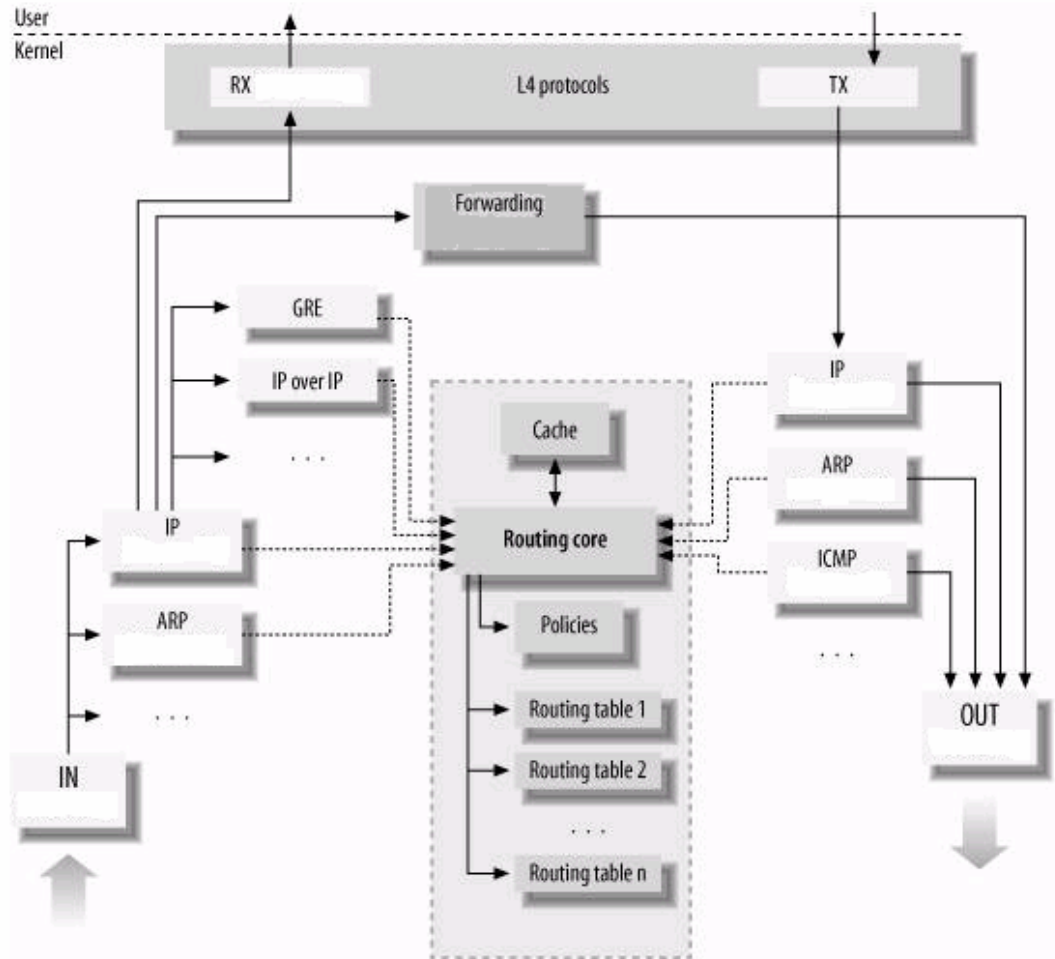 User
Kernel
RX
L4 protocols
TX
Forwarding
GRE
IP over IP
. . .
IP
ARP
. . .
IN
Cache
Routing core
Policies
Routing table 1
Routing table 2
. . .
Routing table n
IP
ARP
ICMP
. . .
OUT